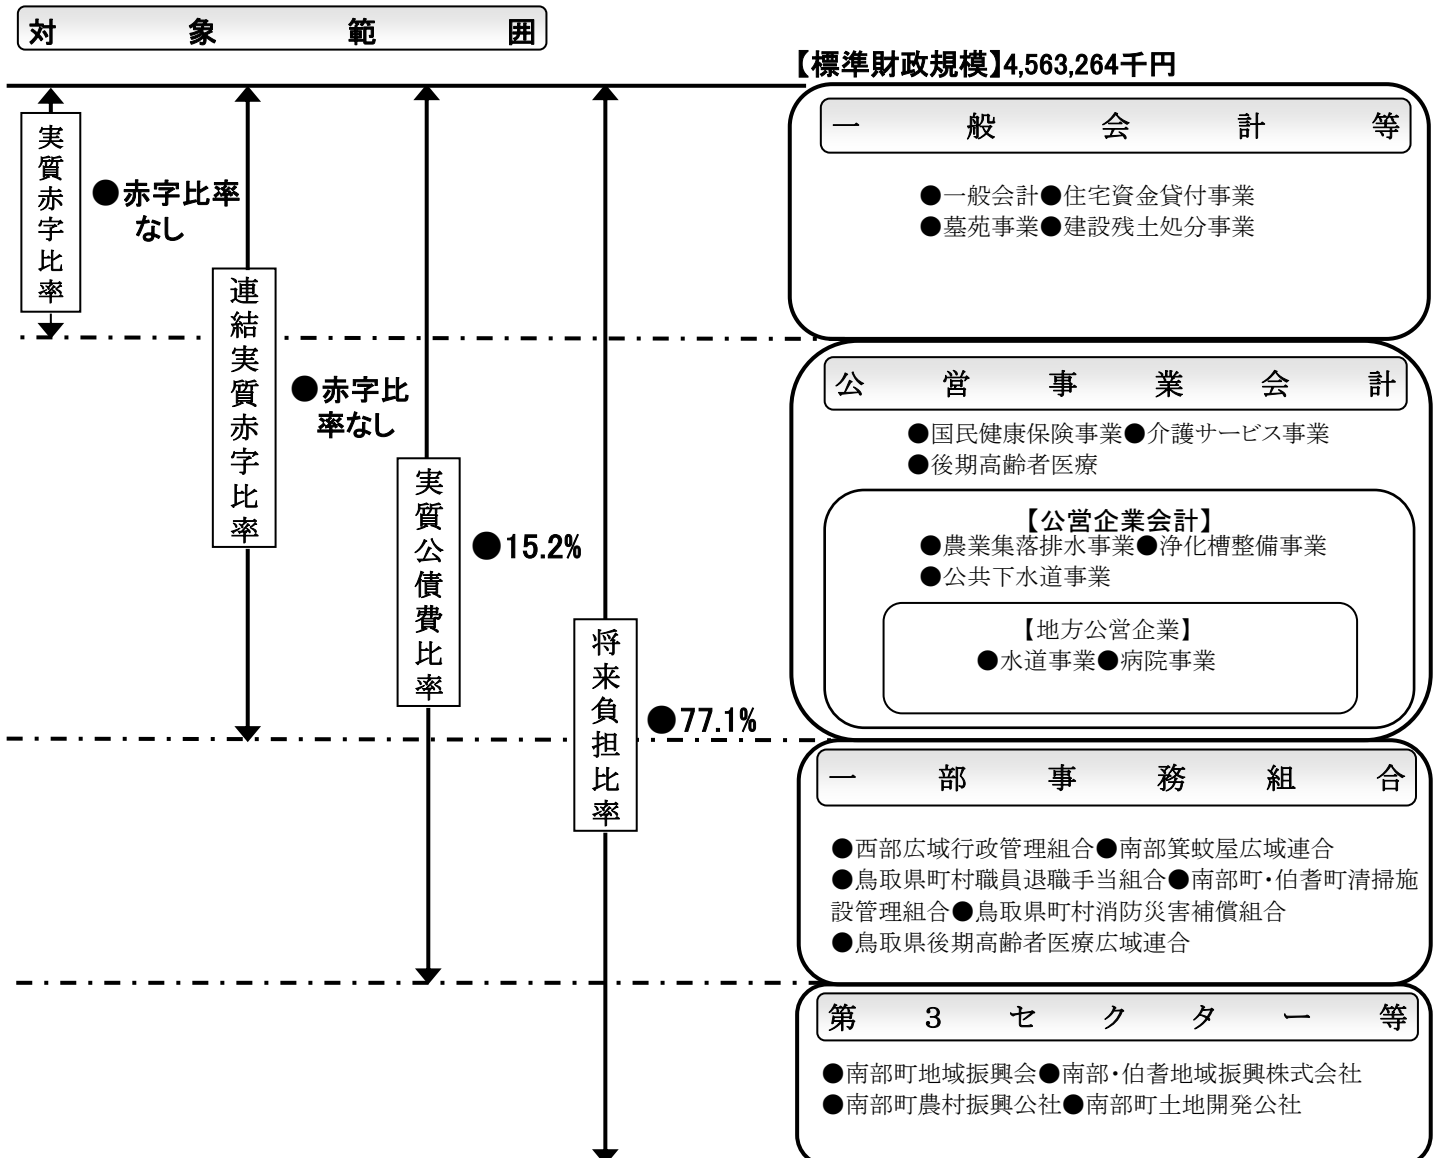 対象範囲
【標準財政規模】4,563,264千円
実質赤字比率
●赤字比率
なし
連結実質赤字比率
●赤字比
率なし
実質公債費比率
●15.2%
将来負担比率
●77.1%
一般会計等
●一般会計●住宅資金貸付事業
●墓苑事業●建設残土処分事業
公営事業会計
●国民健康保険事業●介護サービス事業
●後期高齢者医療
【公営企業会計】
●農業集落排水事業●浄化槽整備事業
●公共下水道事業
【地方公営企業】
●水道事業●病院事業
一部事務組合
●西部広域行政管理組合●南部箕蚊屋広域連合
●鳥取県町村職員退職手当組合●南部町・伯耆町清掃施
設管理組合●鳥取県町村消防災害補償組合
●鳥取県後期高齢者医療広域連合
第３セクター等
●南部町地域振興会●南部・伯耆地域振興株式会社
●南部町農村振興公社●南部町土地開発公社